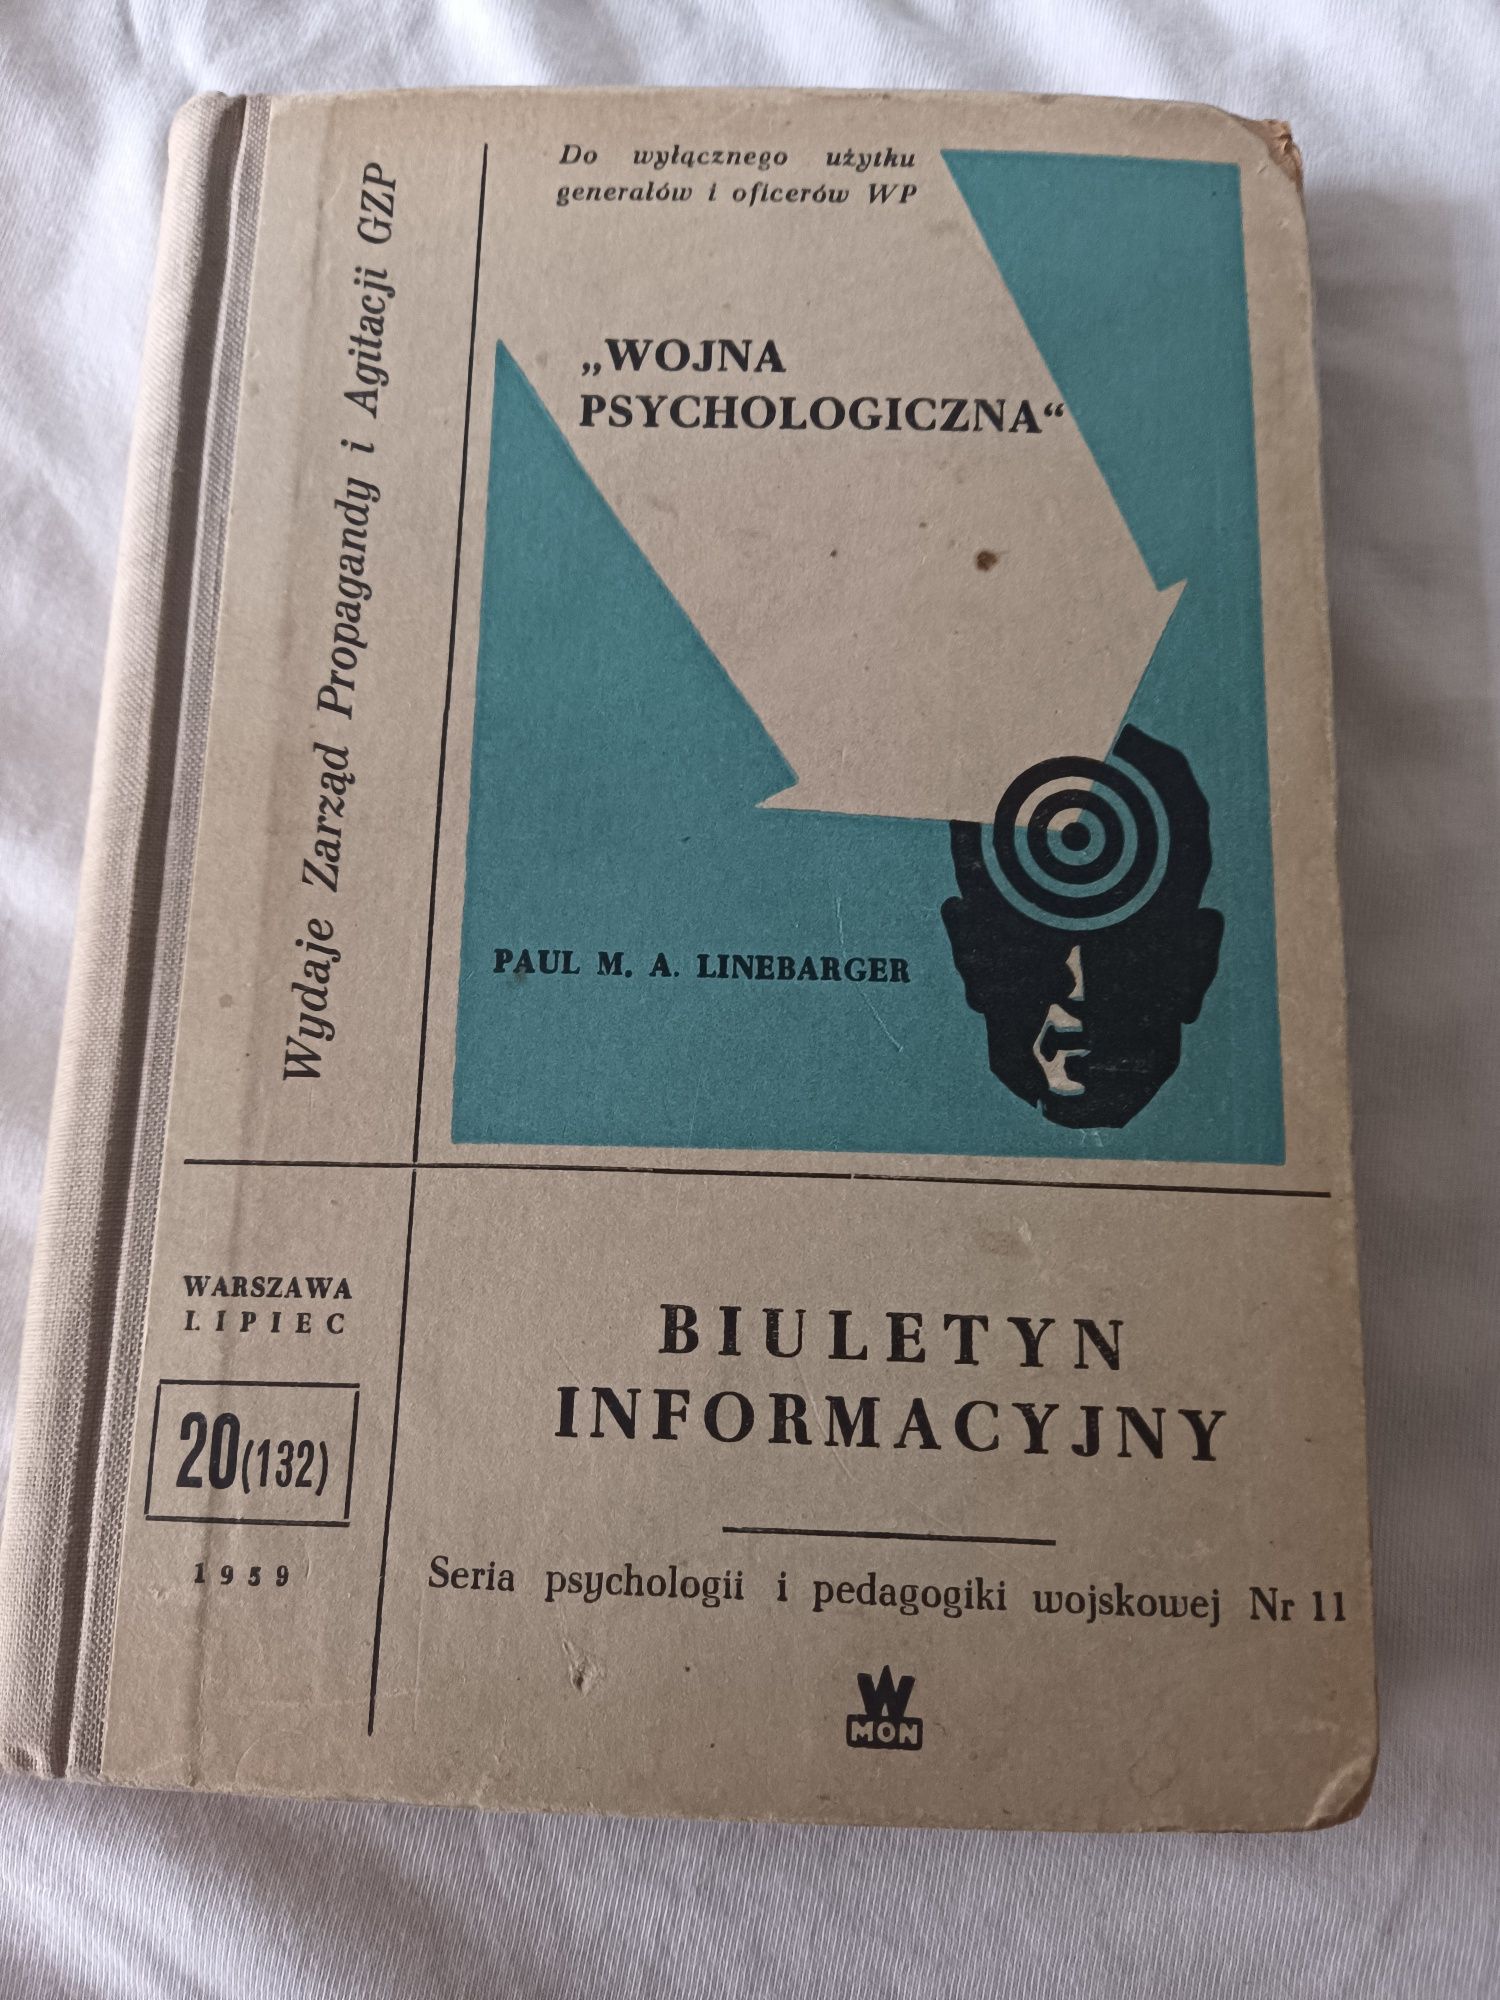 Do wyłącznego użytku
generałów i oficerów WP
„WOJNA
PSYCHOLOGICZNA“
PAUL M. A. LINEBARGER
Wydaje Zarząd Propagandy i Agitacji GZP
WARSZAWA
LIPIEC
20(132)
1959
BIULETYN
INFORMACYJNY
Seria psychologii i pedagogiki wojskowej Nr 11
W
MON